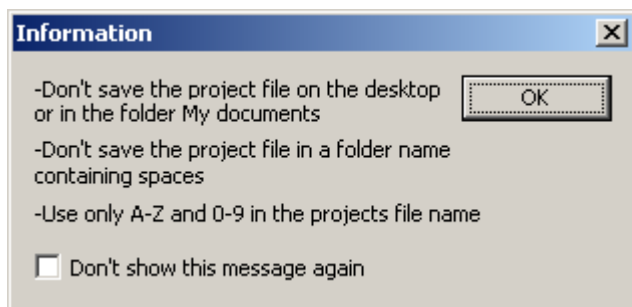 Information
-Don't save the project file on the desktop
or in the folder My documents
OK
-Don't save the project file in a folder name
containing spaces
-Use only A-Z and 0-9 in the projects file name
Don't show this message again